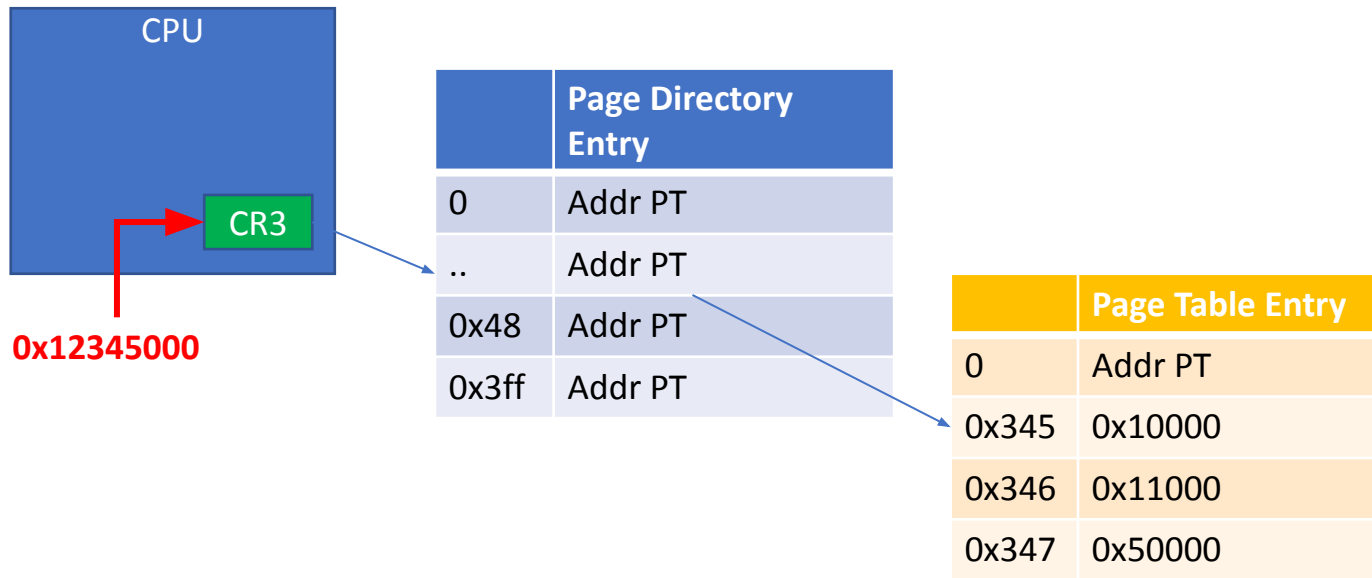 CPU
CR3
0x12345000
Page Directory
Entry
0 Addr PT
.. Addr PT
0x48 Addr PT
0x3ff Addr PT
Page Table Entry
0 Addr PT
0x345 0x10000
0x346 0x11000
0x347 0x50000